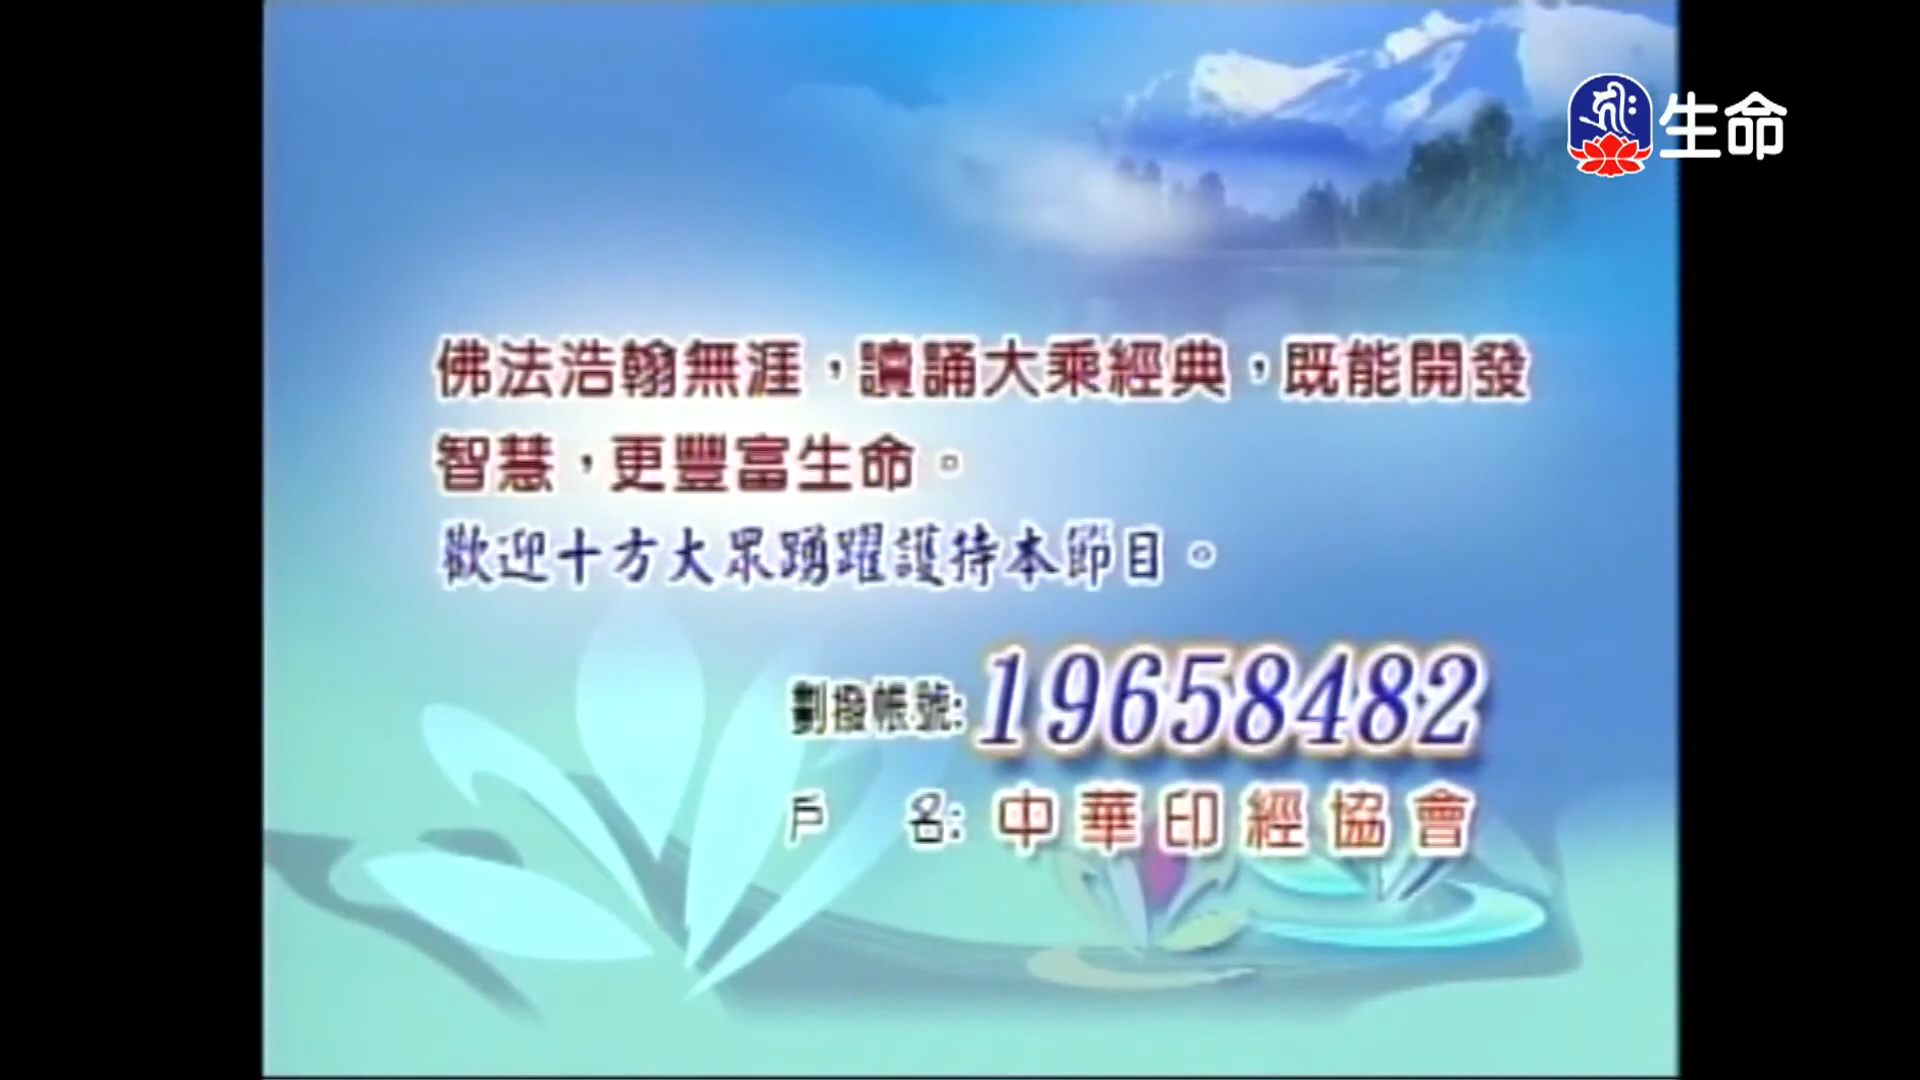 生命
佛法浩翰無涯，讀誦大乘經典，既能開發
智慧，更豐富生命。
歡迎十方大眾踴躍護持本節目。
劃撥帳號:19658482
戶 名:中華印經協會